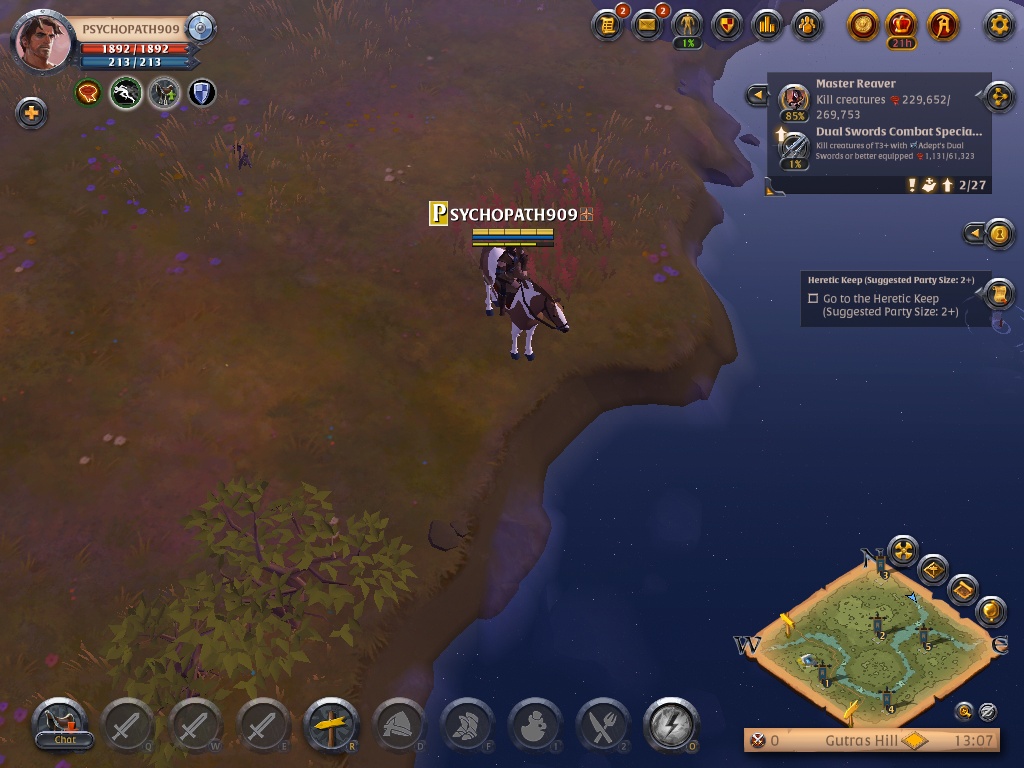 PSYCHOPATH909
1892 / 1892
213 / 213
2
2
1%
21h
Master Reaver
Kill creatures 229,652/
269,753
85%
Dual Swords Combat Specia...
Kill creatures of T3+ with Adept's Dual
Swords or better equipped 1,131/61,323
1%
2/27
PSYCHOPATH909
Heretic Keep (Suggested Party Size: 2+)
Go to the Heretic Keep
(Suggested Party Size: 2+)
N
3
W
2
5
E
1
4
Chat
Q
W
E
R
D
F
1
2
O
0
Gutras Hill
13:07